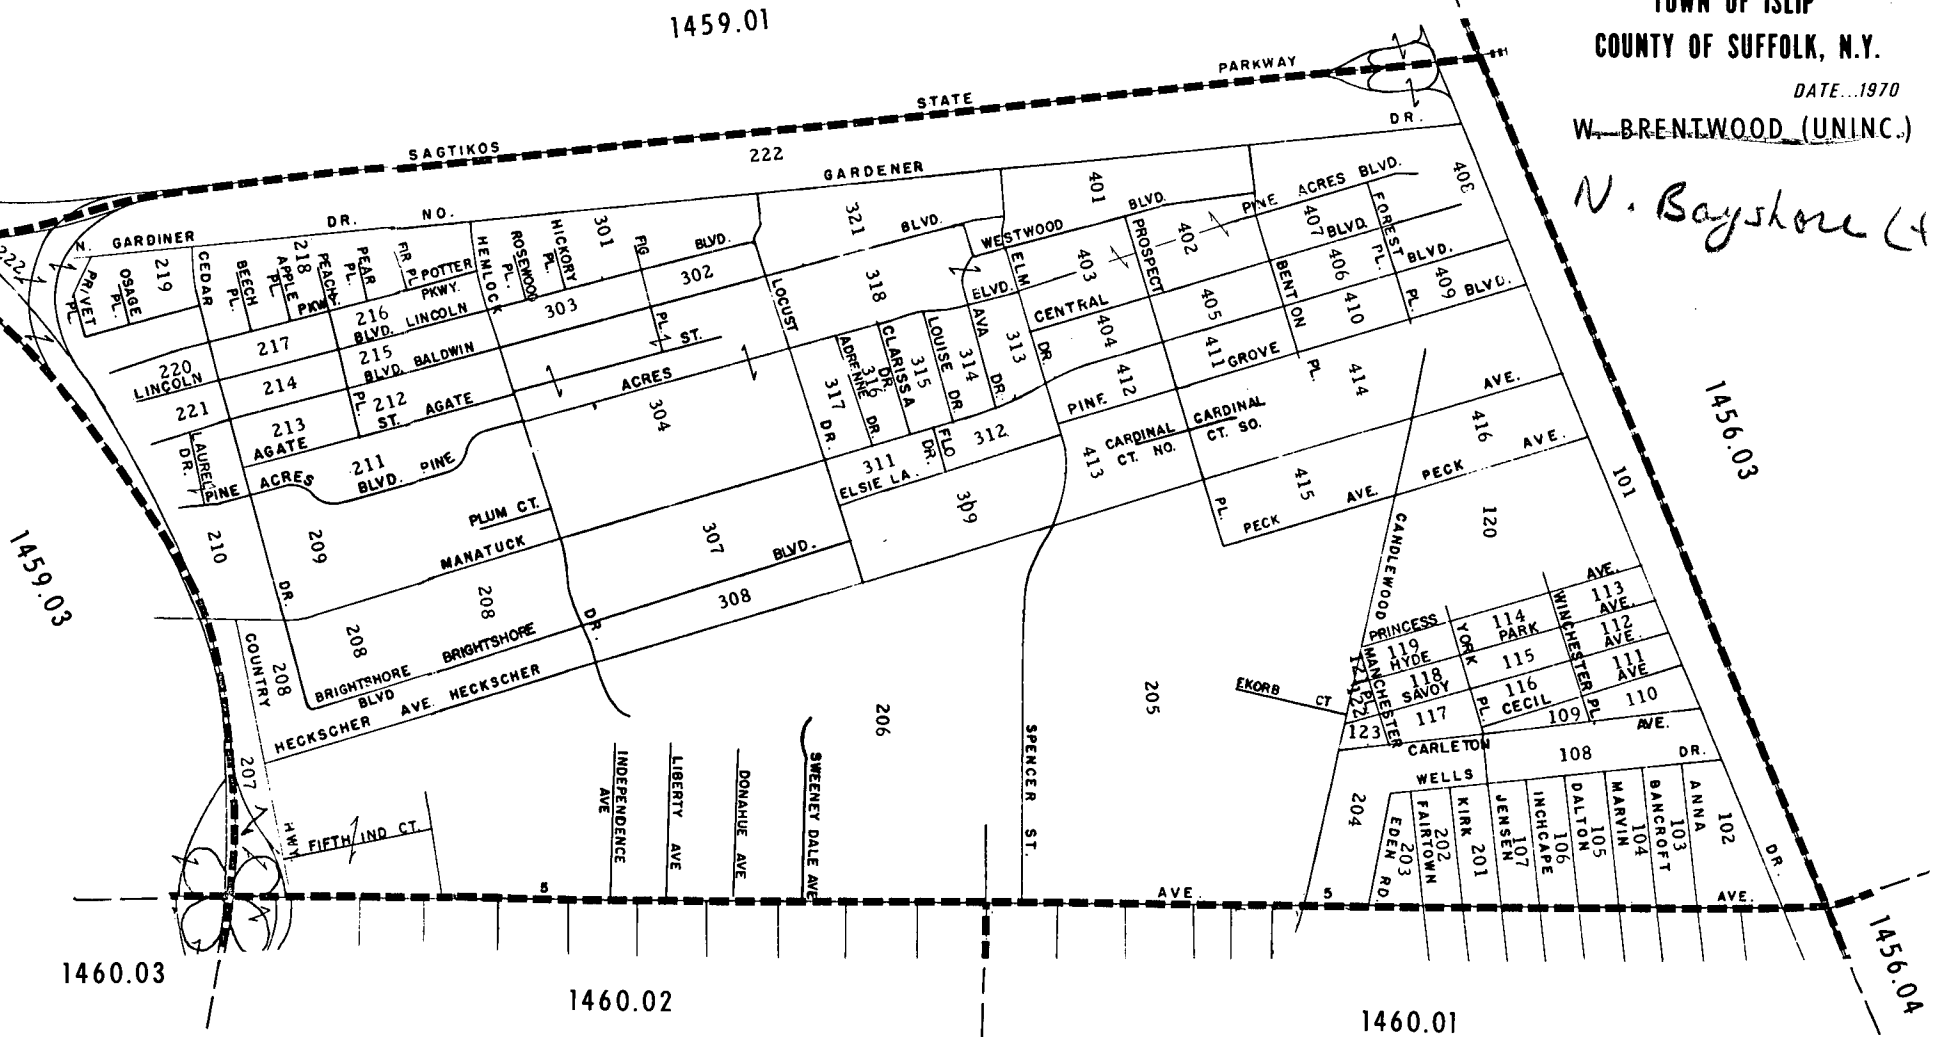 1459.01
TOWN OF ISLIP
COUNTY OF SUFFOLK, N.Y.
DATE...1970
W. BRENTWOOD (UNINC.)
N. Bayshore
SAGTIKOS STATE PARKWAY
222
222
N. GARDINER DR. NO. GARDENER DR.
PRIVET PL.
OSAGE PL.
219
CEDAR
BEECH PL.
218
APPLE
PEACH PL.
PEAR PL.
FIR PL.
POTTER
PKWY.
HEMLOCK
ROSEWOOD PL.
HICKORY PL.
301
FIG
BLVD.
321
BLVD.
WESTWOOD BLVD.
401
402
PINE ACRES BLVD.
408
220
LINCOLN
217
216
BLVD. LINCOLN
303
302
LOCUST
318
BLVD.
ELM
403
PROSPECT
407
BLVD.
FOREST PL.
BLVD.
221
214
215
BLVD. BALDWIN
PL.
ST.
AVA
313
CENTRAL
404
405
BENTON
406
410
PL.
409
BLVD.
LAUREL DR.
213
AGATE
PL.
212
ST. AGATE
ACRES
304
317
DR.
ADRIENNE DR.
316
CLARISSA DR.
315
LOUISE DR.
314
DR.
DR.
412
411
GROVE
PL.
414
PINE ACRES
211
BLVD. PINE
311
ELSIE LA.
FLO DR.
312
PINE
413
CARDINAL CT. NO.
CARDINAL CT. SO.
AVE.
416
210
209
DR.
PLUM CT.
MANATUCK
307
BLVD.
309
PL.
415
PECK AVE. PECK AVE.
101
1456.03
1459.03
208
208
208
308
DR.
BRIGHTSHORE BLVD
BRIGHTSHORE
CANDLEWOOD
120
COUNTRY
HWY
HECKSCHER AVE. HECKSCHER
207
FIFTH IND CT.
INDEPENDENCE AVE
LIBERTY AVE
DONAHUE AVE
SWEENEY DALE AVE
206
SPENCER ST.
205
EKORB CT
PRINCESS
AVE.
113
AVE.
YORK PL.
114
PARK
WINCHESTER PL.
112
AVE.
119
HYDE
121
MANCHESTER PL.
118
SAVOY
115
111
AVE
122
116
CECIL
110
123
117
109
AVE.
CARLETON
108
DR.
WELLS
204
EDEN RD.
203
FAIRTOWN
202
KIRK
201
JENSEN
107
INCHCAPE
106
DALTON
105
MARVIN
104
BANCROFT
103
ANNA
102
DR.
5
AVE.
5
AVE.
1460.03
1460.02
1460.01
1456.04